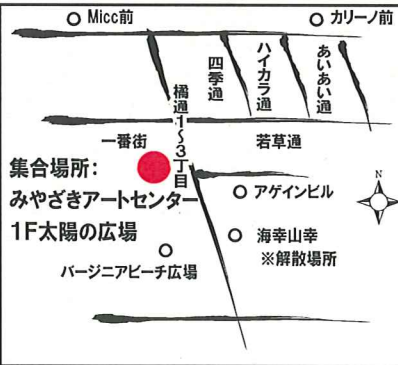 Micc前
カリーノ前
四季通
ハイカラ通
あいあい通
橘通1〜3丁目
一番街
若草通
集合場所：
みやざきアートセンター
1F太陽の広場
アゲインビル
N
海幸山幸
※解散場所
バージニアビーチ広場